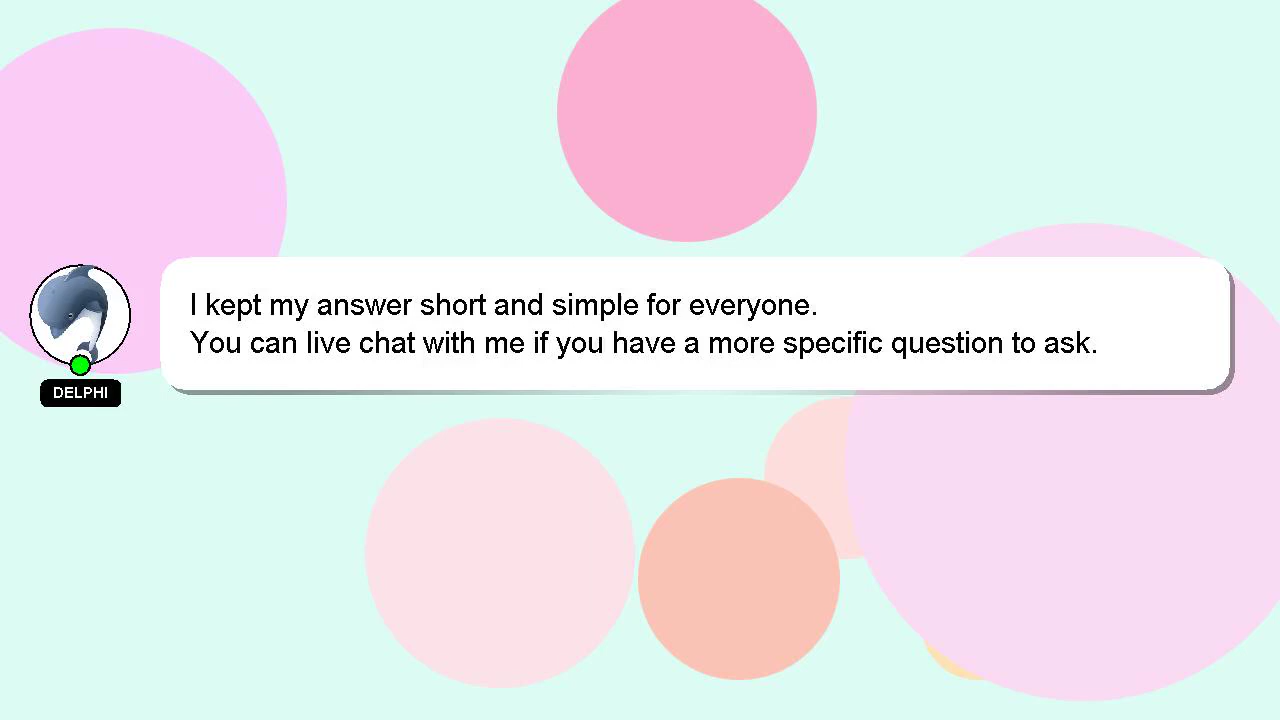 I kept my answer short and simple for everyone.
You can live chat with me if you have a more specific question to ask.
DELPHI